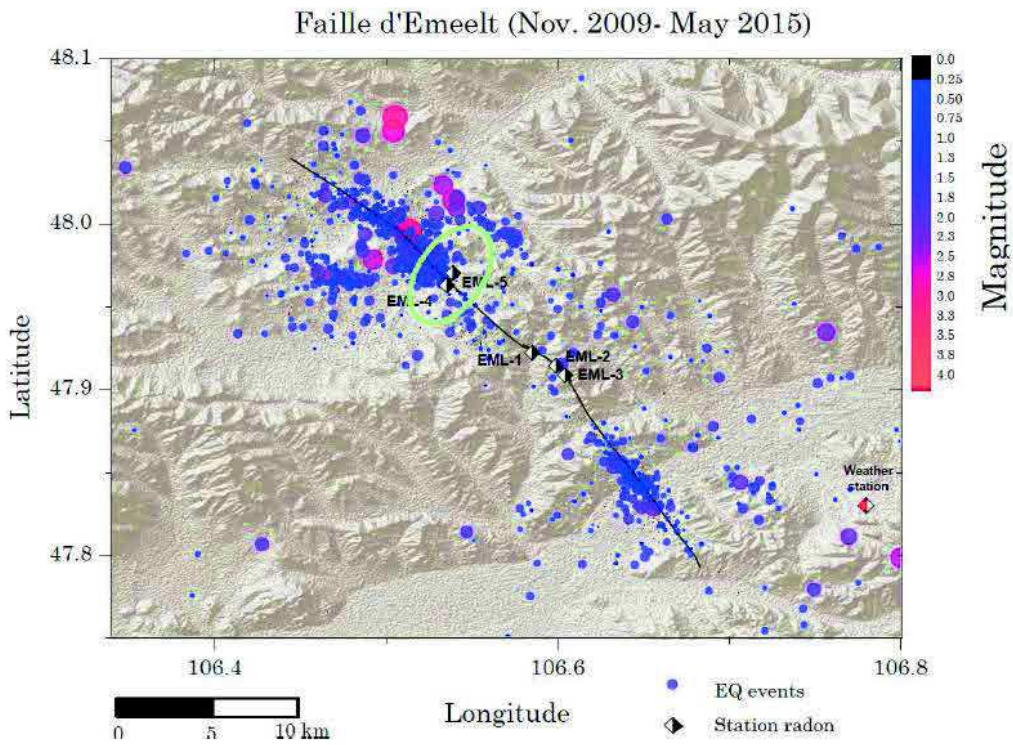 Faille d'Emeelt (Nov. 2009- May 2015)
48.1
48.0
47.9
47.8
Latitude
106.4
106.6
106.8
Longitude
EML-5
EML-4
EML-1
EML-2
EML-3
Weather
station
0.0
0.25
0.50
0.75
1.0
1.3
1.5
1.8
2.0
2.3
2.5
2.8
3.0
3.3
3.5
3.8
4.0
Magnitude
0 5 10 km
EQ events
Station radon